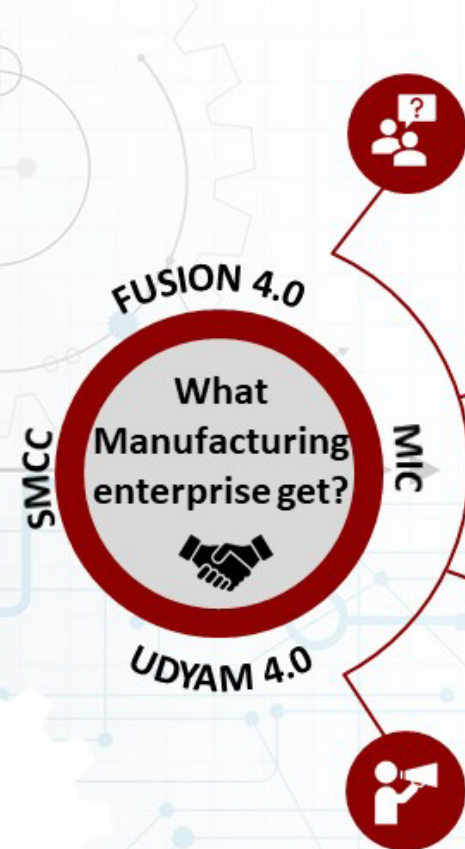 ?
FUSION 4.0
SMCC
What
Manufacturing
enterprise get?
MIC
UDYAM 4.0